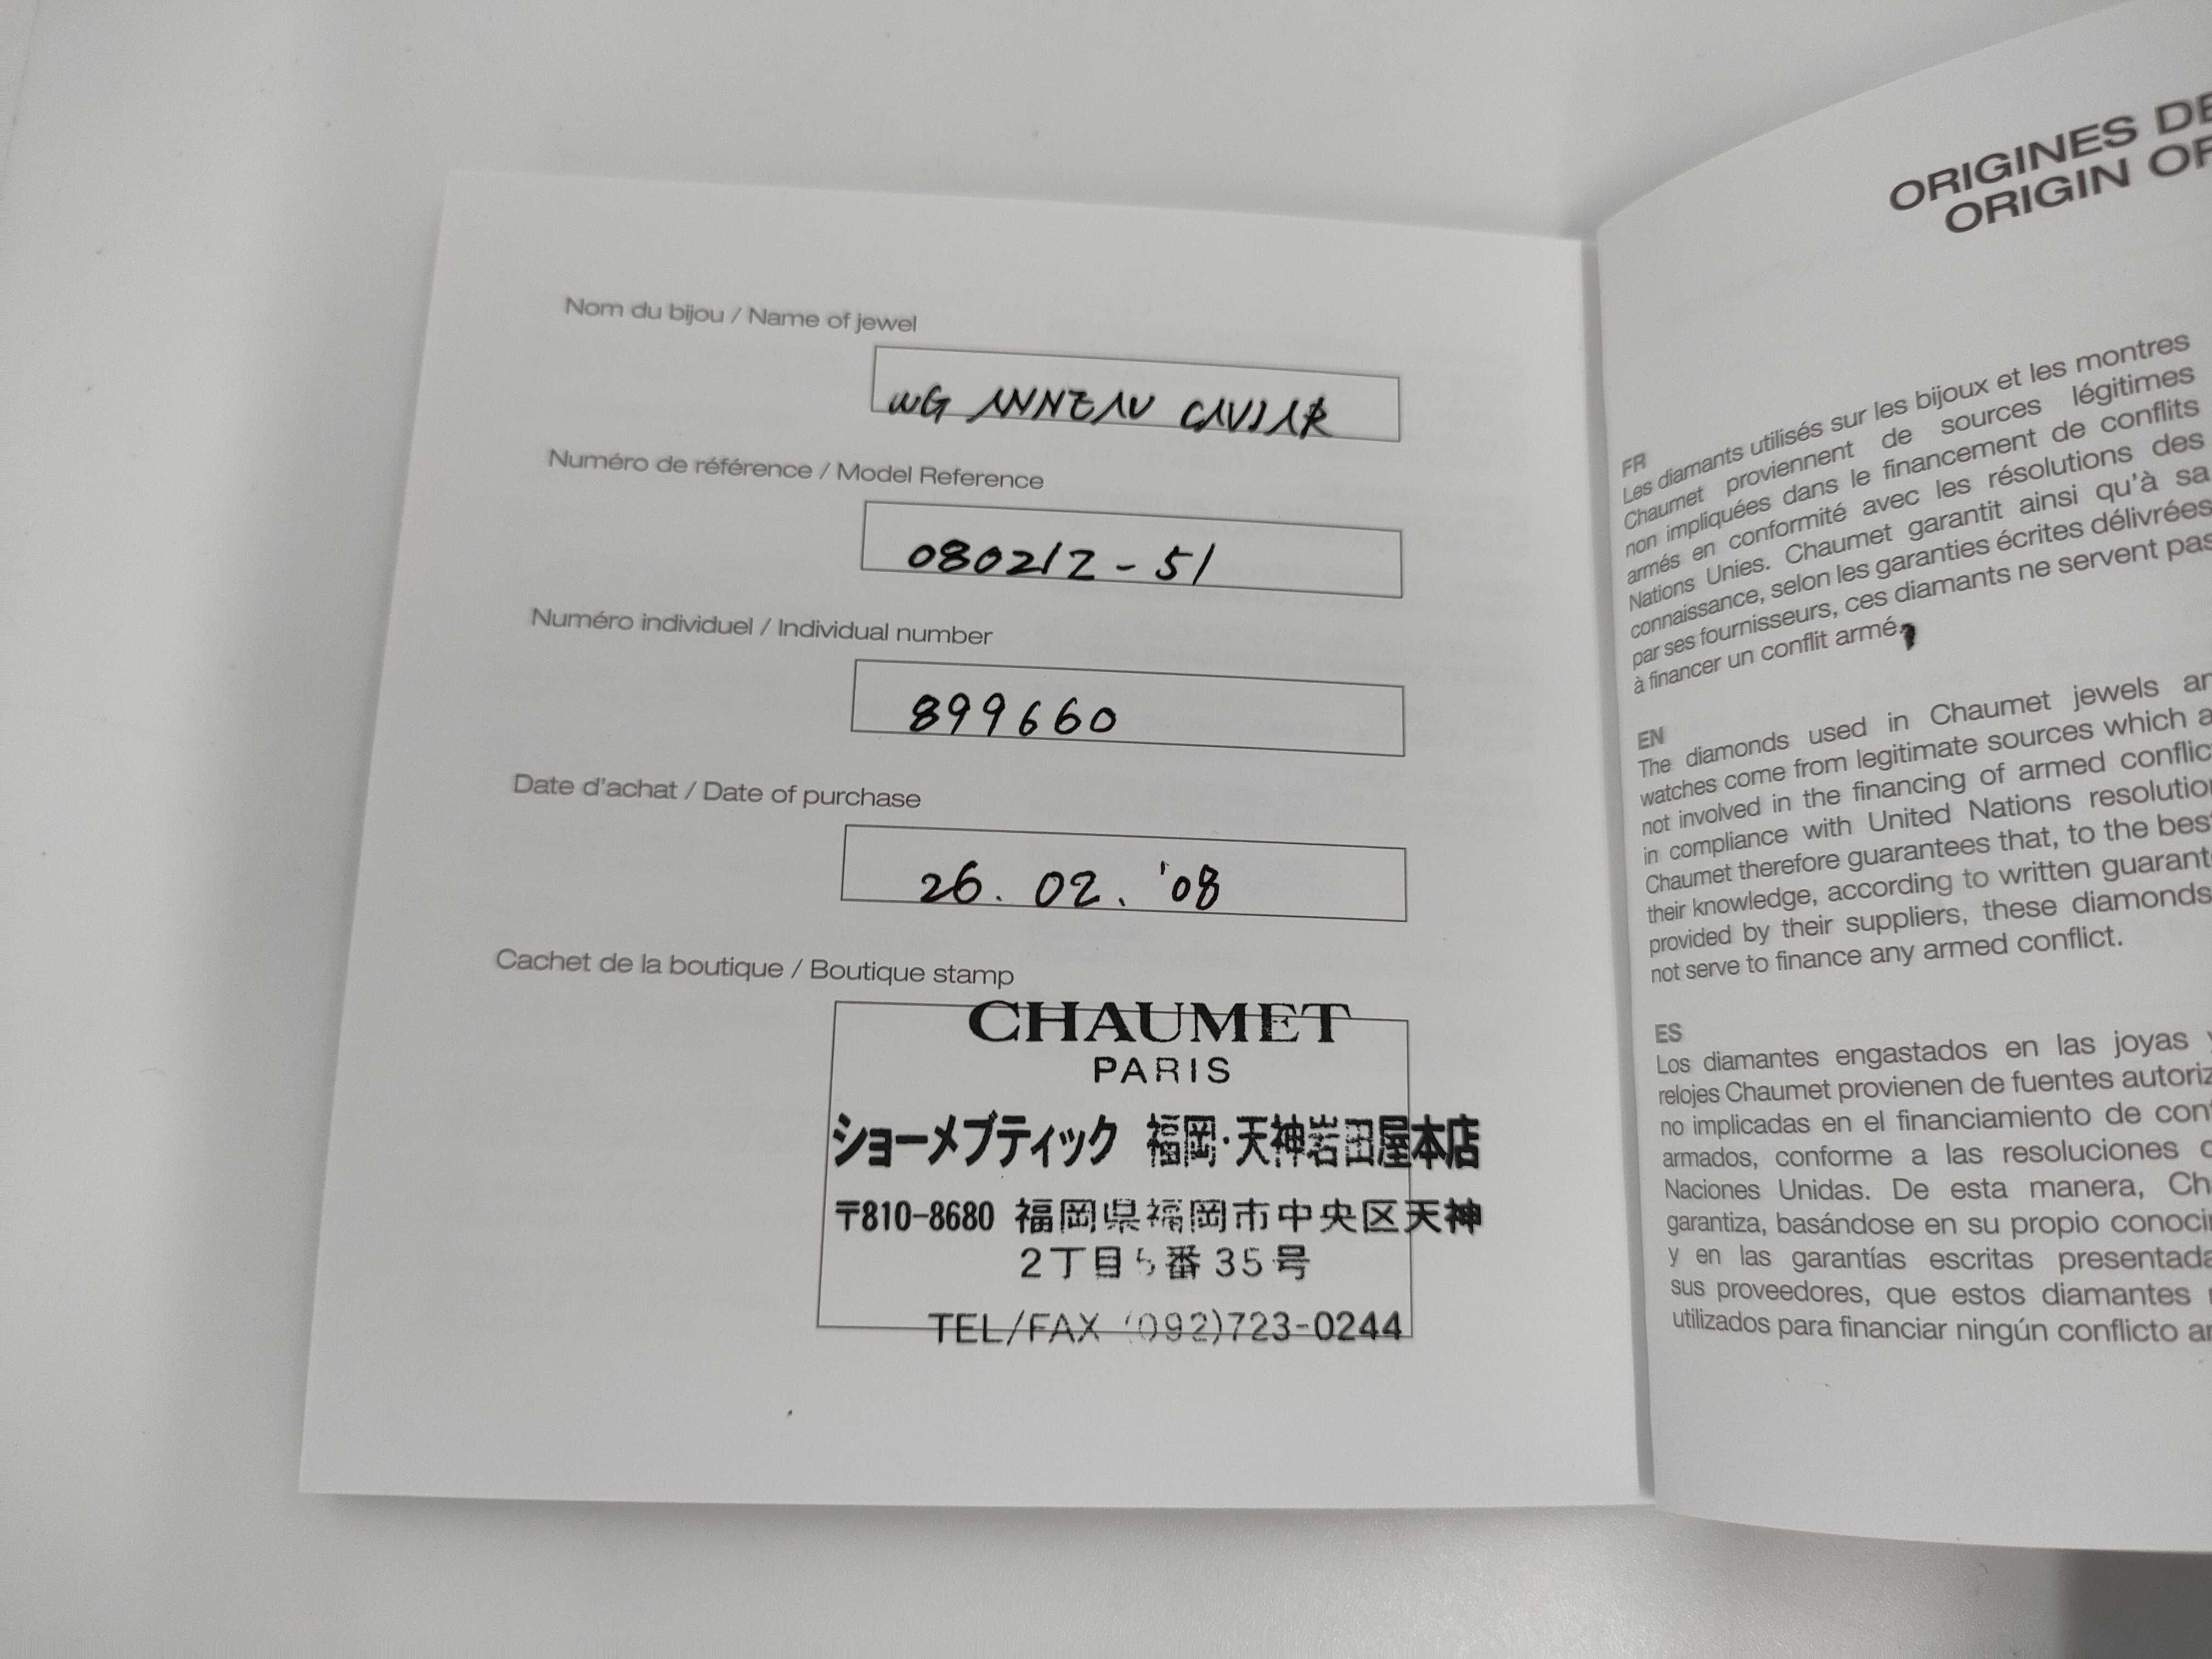 Nom du bijou / Name of jewel
WG ANNEAU CAVIAR
Numéro de référence / Model Reference
080212-51
Numéro individuel / Individual number
899660
Date d'achat / Date of purchase
26. 02. '08
Cachet de la boutique / Boutique stamp
CHAUMET
PARIS
ショーメブティック 福岡・天神岩田屋本店
〒810-8680 福岡県福岡市中央区天神
2丁目5番35号
TEL/FAX (092)723-0244
ORIGINES DE
ORIGIN OF
FR
Les diamants utilisés sur les bijoux et les montres
Chaumet proviennent de sources légitimes
non impliquées dans le financement de conflits
armés en conformité avec les résolutions des
Nations Unies. Chaumet garantit ainsi qu'à sa
connaissance, selon les garanties écrites délivrées
par ses fournisseurs, ces diamants ne servent pas
à financer un conflit armé.
EN
The diamonds used in Chaumet jewels
watches come from legitimate sources which
not involved in the financing of armed
in compliance with United Nations
Chaumet therefore guarantees that, to the best
their knowledge, according to written
provided by their suppliers, these diamonds
not serve to finance any armed conflict.
ES
Los diamantes engastados en las joyas y
relojes Chaumet provienen de fuentes
no implicadas en el financiamiento de
armados, conforme a las resoluciones
Naciones Unidas. De esta manera,
garantiza, basándose en su propio
y en las garantías escritas
sus proveedores, que estos diamantes
utilizados para financiar ningún conflicto